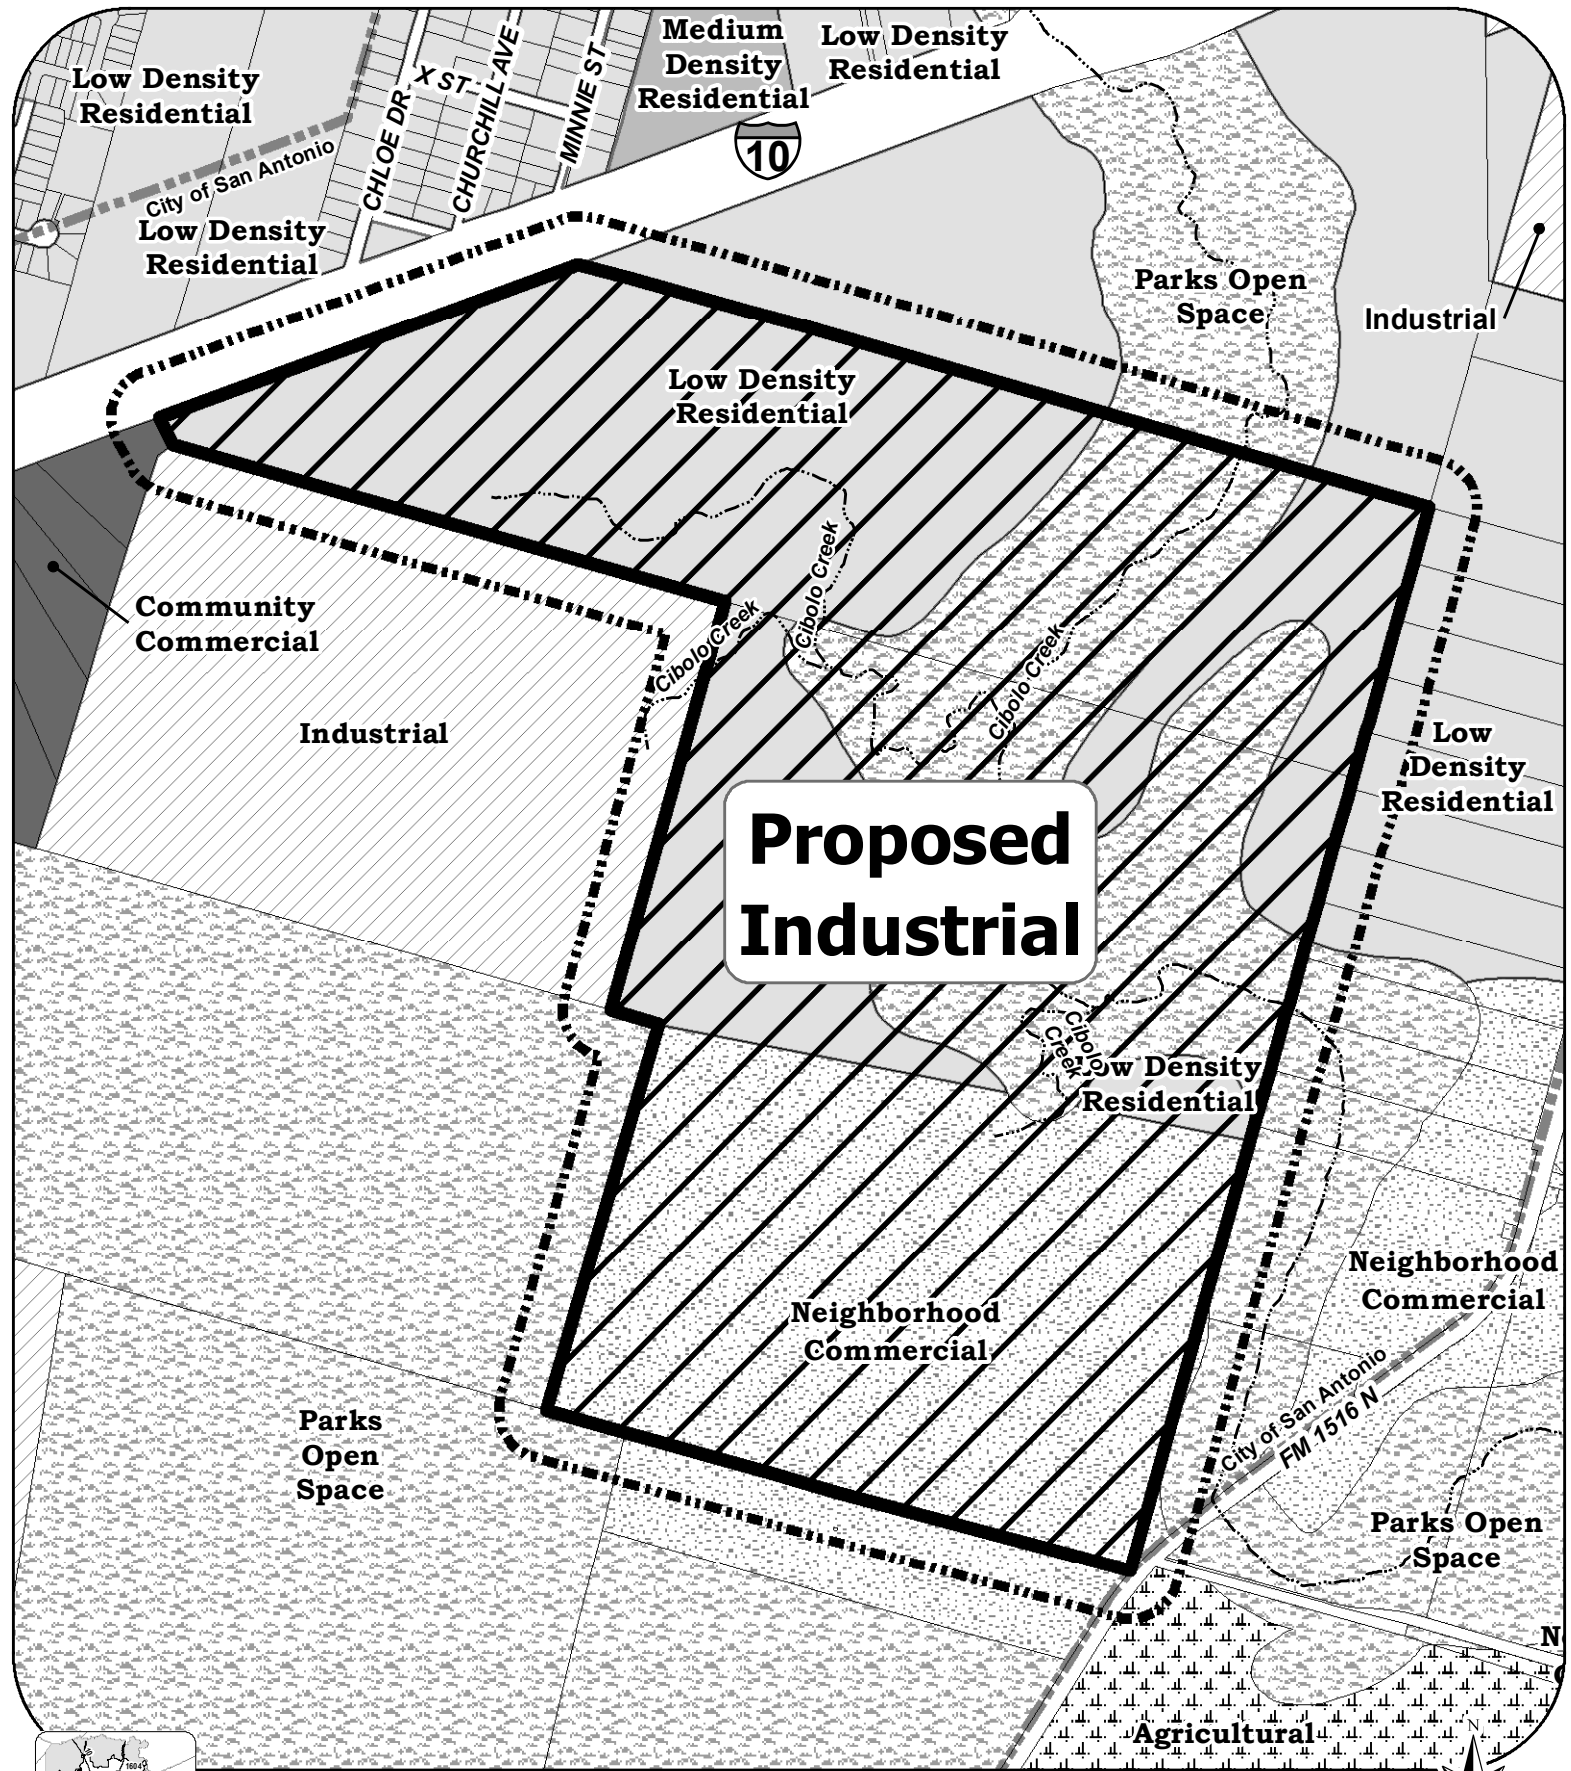 Medium
Density
Residential
Low Density
Residential
Low Density
Residential
X ST
CHLOE DR
CHURCHILL AVE
MINNIE ST
10
City of San Antonio
Low Density
Residential
Parks Open
Space
Industrial
Low Density
Residential
Cibolo Creek
Cibolo Creek
Cibolo Creek
Community
Commercial
Industrial
Low
Density
Residential
Proposed
Industrial
Cibolo
Creek
Low Density
Residential
Neighborhood
Commercial
Neighborhood
Commercial
City of San Antonio
FM 1516 N
Parks
Open
Space
Parks Open
Space
Agricultural
N
1604